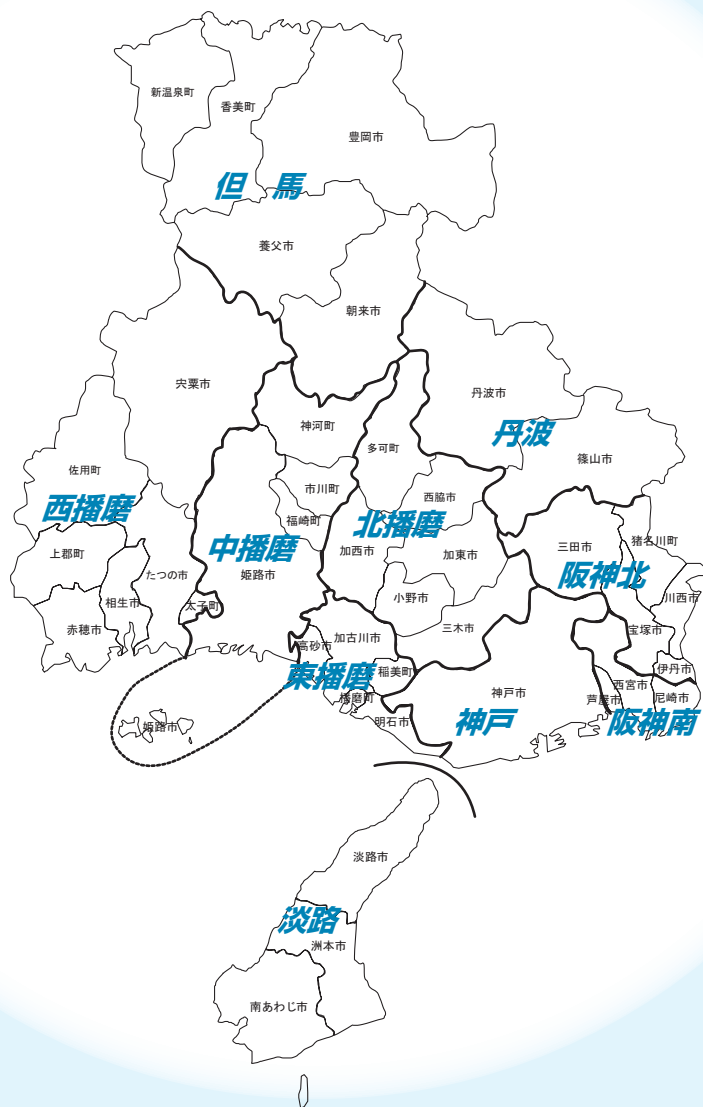 新温泉町
香美町
豊岡市
但馬
養父市
朝来市
宍粟市
丹波市
神河町
丹波
多可町
篠山市
佐用町
市川町
西脇市
西播磨
福崎町
北播磨
中播磨
猪名川町
三田市
上郡町
加西市
加東市
たつの市
姫路市
阪神北
相生市
小野市
川西市
太子町
赤穂市
三木市
宝塚市
高砂市
加古川市
伊丹市
東播磨
稲美町
西宮市
神戸市
播磨町
芦屋市
尼崎市
明石市
神戸
阪神南
姫路市
淡路市
淡路
洲本市
南あわじ市